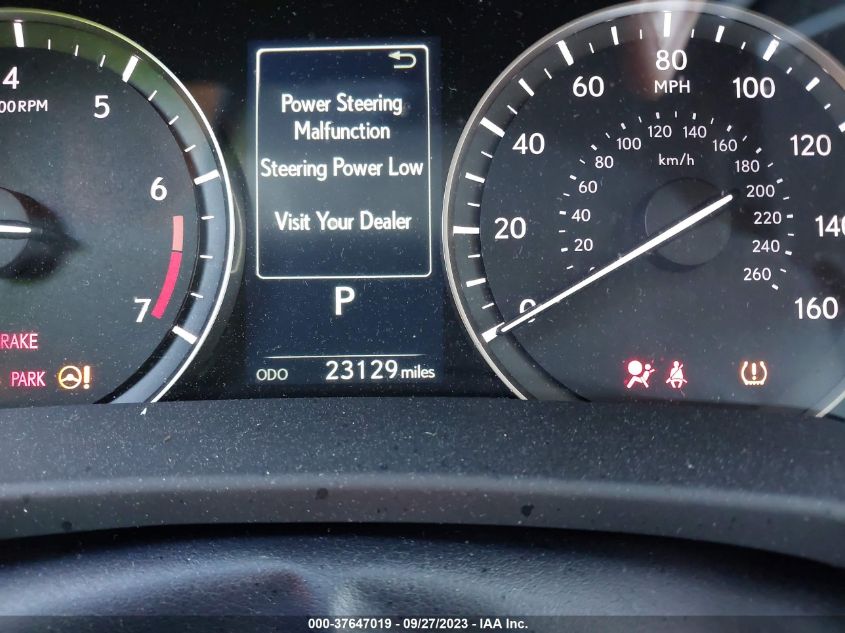 4
5
6
7
00RPM
RAKE
PARK
Power Steering
Malfunction
Steering Power Low
Visit Your Dealer
P
ODO 23129 miles
0
20
40
60
80
100
120
140
160
MPH
20
40
60
80
100
120
140
160
180
200
220
240
260
km/h
000-37647019 - 09/27/2023 - IAA Inc.